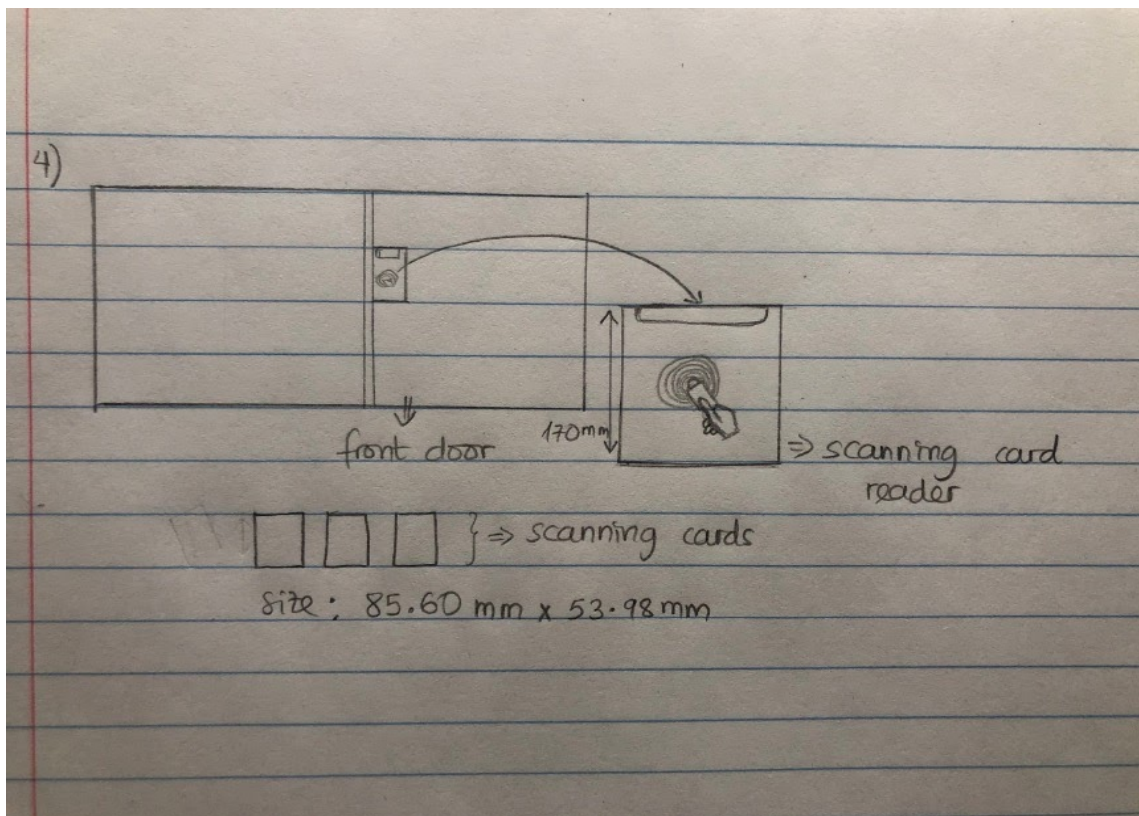 4)
front door
170mm
⇒ scanning card
reader
} ⇒ scanning cards
size : 85.60 mm x 53.98 mm